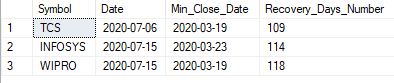 Symbol Date Min_Close_Date Recovery_Days_Number
1 TCS 2020-07-06 2020-03-19 109
2 INFOSYS 2020-07-15 2020-03-23 114
3 WIPRO 2020-07-15 2020-03-19 118